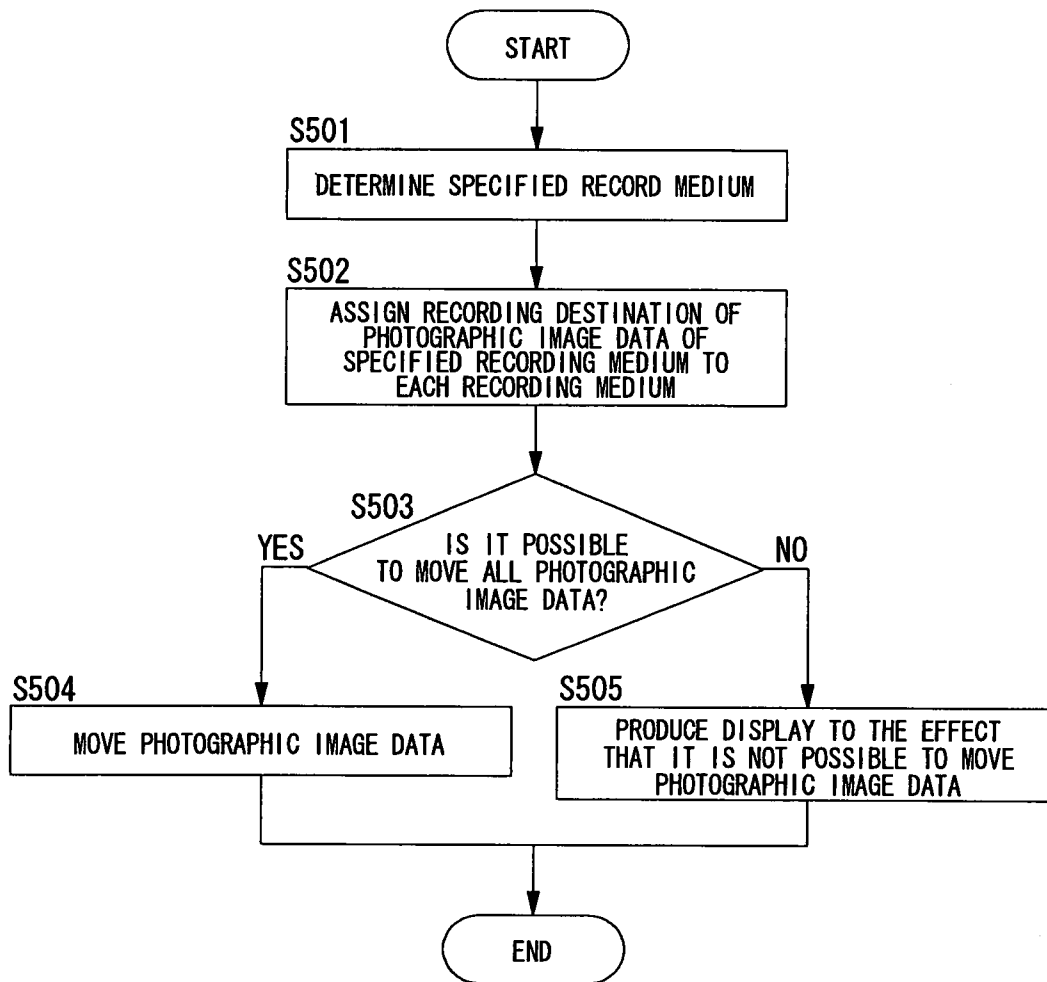 START
S501
DETERMINE SPECIFIED RECORD MEDIUM
S502
ASSIGN RECORDING DESTINATION OF
PHOTOGRAPHIC IMAGE DATA OF
SPECIFIED RECORDING MEDIUM TO
EACH RECORDING MEDIUM
S503
IS IT POSSIBLE
TO MOVE ALL PHOTOGRAPHIC
IMAGE DATA?
YES
NO
S504
MOVE PHOTOGRAPHIC IMAGE DATA
S505
PRODUCE DISPLAY TO THE EFFECT
THAT IT IS NOT POSSIBLE TO MOVE
PHOTOGRAPHIC IMAGE DATA
END